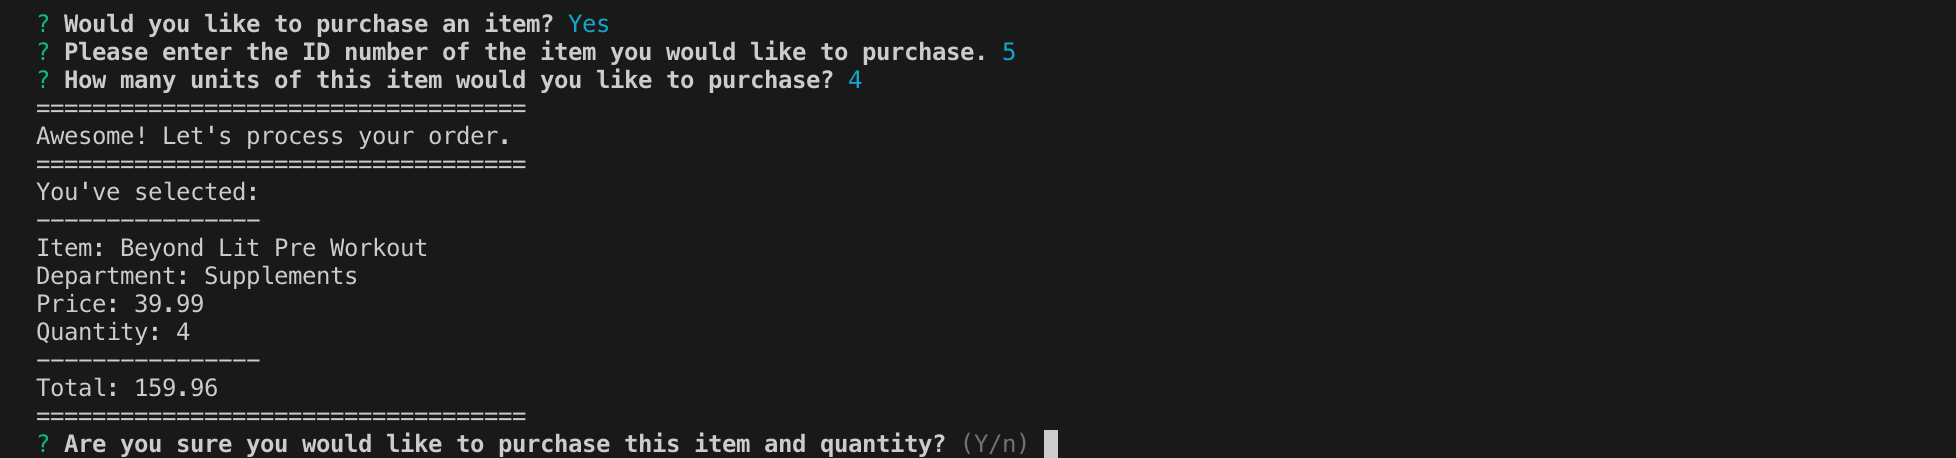 ? Would you like to purchase an item? Yes
? Please enter the ID number of the item you would like to purchase. 5
? How many units of this item would you like to purchase? 4
===================================
Awesome! Let's process your order.
===================================
You've selected:
----------------
Item: Beyond Lit Pre Workout
Department: Supplements
Price: 39.99
Quantity: 4
----------------
Total: 159.96
===================================
? Are you sure you would like to purchase this item and quantity? (Y/n)